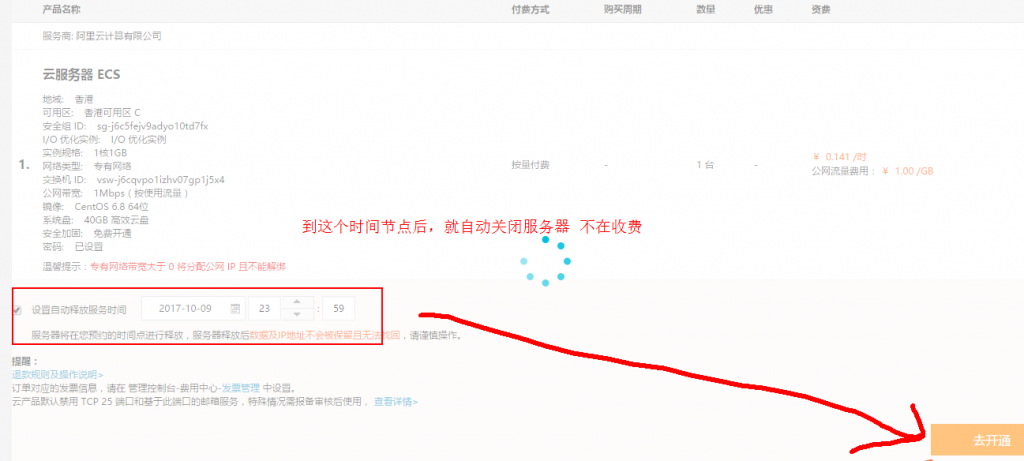 产品名称 付费方式 购买周期 数量 优惠 资费
服务商: 阿里云计算有限公司
云服务器 ECS
地域: 香港
可用区: 香港可用区 C
安全组 ID: sg-j6c5fejv9adyo10td7fx
I/O 优化实例: I/O 优化实例
实例规格: 1核1GB
1. 网络类型: 专有网络 按量付费 - 1 台 - ¥ 0.141 /时
公网流量费用: ¥ 1.00 /GB
交换机 ID: vsw-j6cqvpo1izhv07gp1j5x4
公网带宽: 1Mbps（按使用流量）
镜像: CentOS 6.8 64位
系统盘: 40GB 高效云盘
安全加固: 免费开通
密码: 已设置
到这个时间节点后，就自动关闭服务器 不在收费
温馨提示：专有网络带宽大于 0 将分配公网 IP 且不能解绑
设置自动释放服务时间 2017-10-09 23 : 59
服务器将在您预约的时间点进行释放，服务器释放后数据及IP地址不会被保留且无法找回，请谨慎操作。
提醒：
退款规则及操作说明>
订单对应的发票信息，请在 管理控制台-费用中心-发票管理 中设置。
云产品默认禁用 TCP 25 端口和基于此端口的邮箱服务，特殊情况需报备审核后使用， 查看详情>
去开通